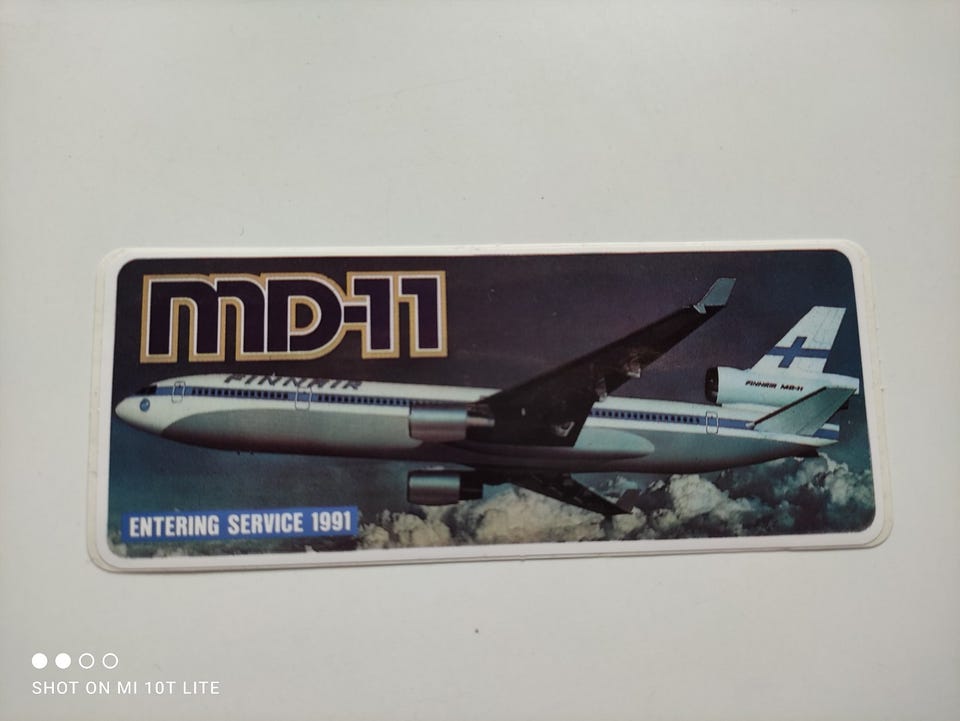 MD-11
FINNAIR
FINNAIR MD-11
ENTERING SERVICE 1991
SHOT ON MI 10T LITE